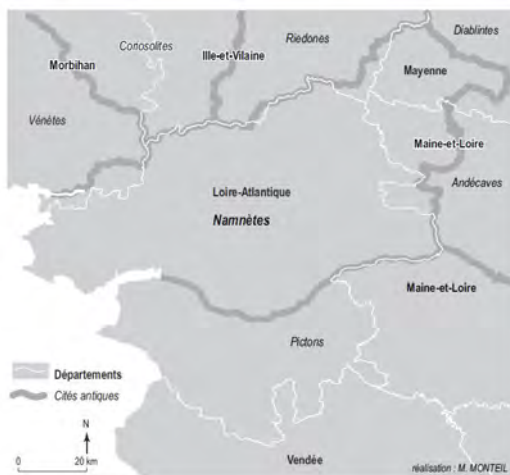 Diablintes
Riedones
Coriosolites
Ille-et-Vilaine
Morbihan
Mayenne
Vénètes
Maine-et-Loire
Andécaves
Loire-Atlantique
Namnètes
Maine-et-Loire
Pictons
Départements
Cités antiques
N
0 20 km
Vendée
réalisation : M. MONTEIL